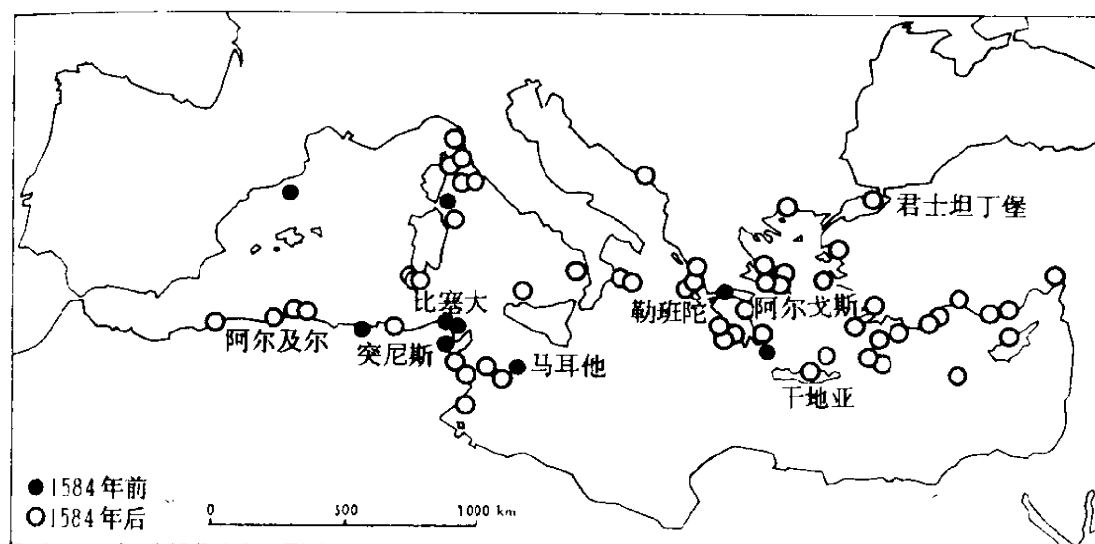 君士坦丁堡
比塞大
勒班陀
阿尔戈斯
阿尔及尔
突尼斯
马耳他
干地亚
1584年前
1584年后
0 500 1000 km